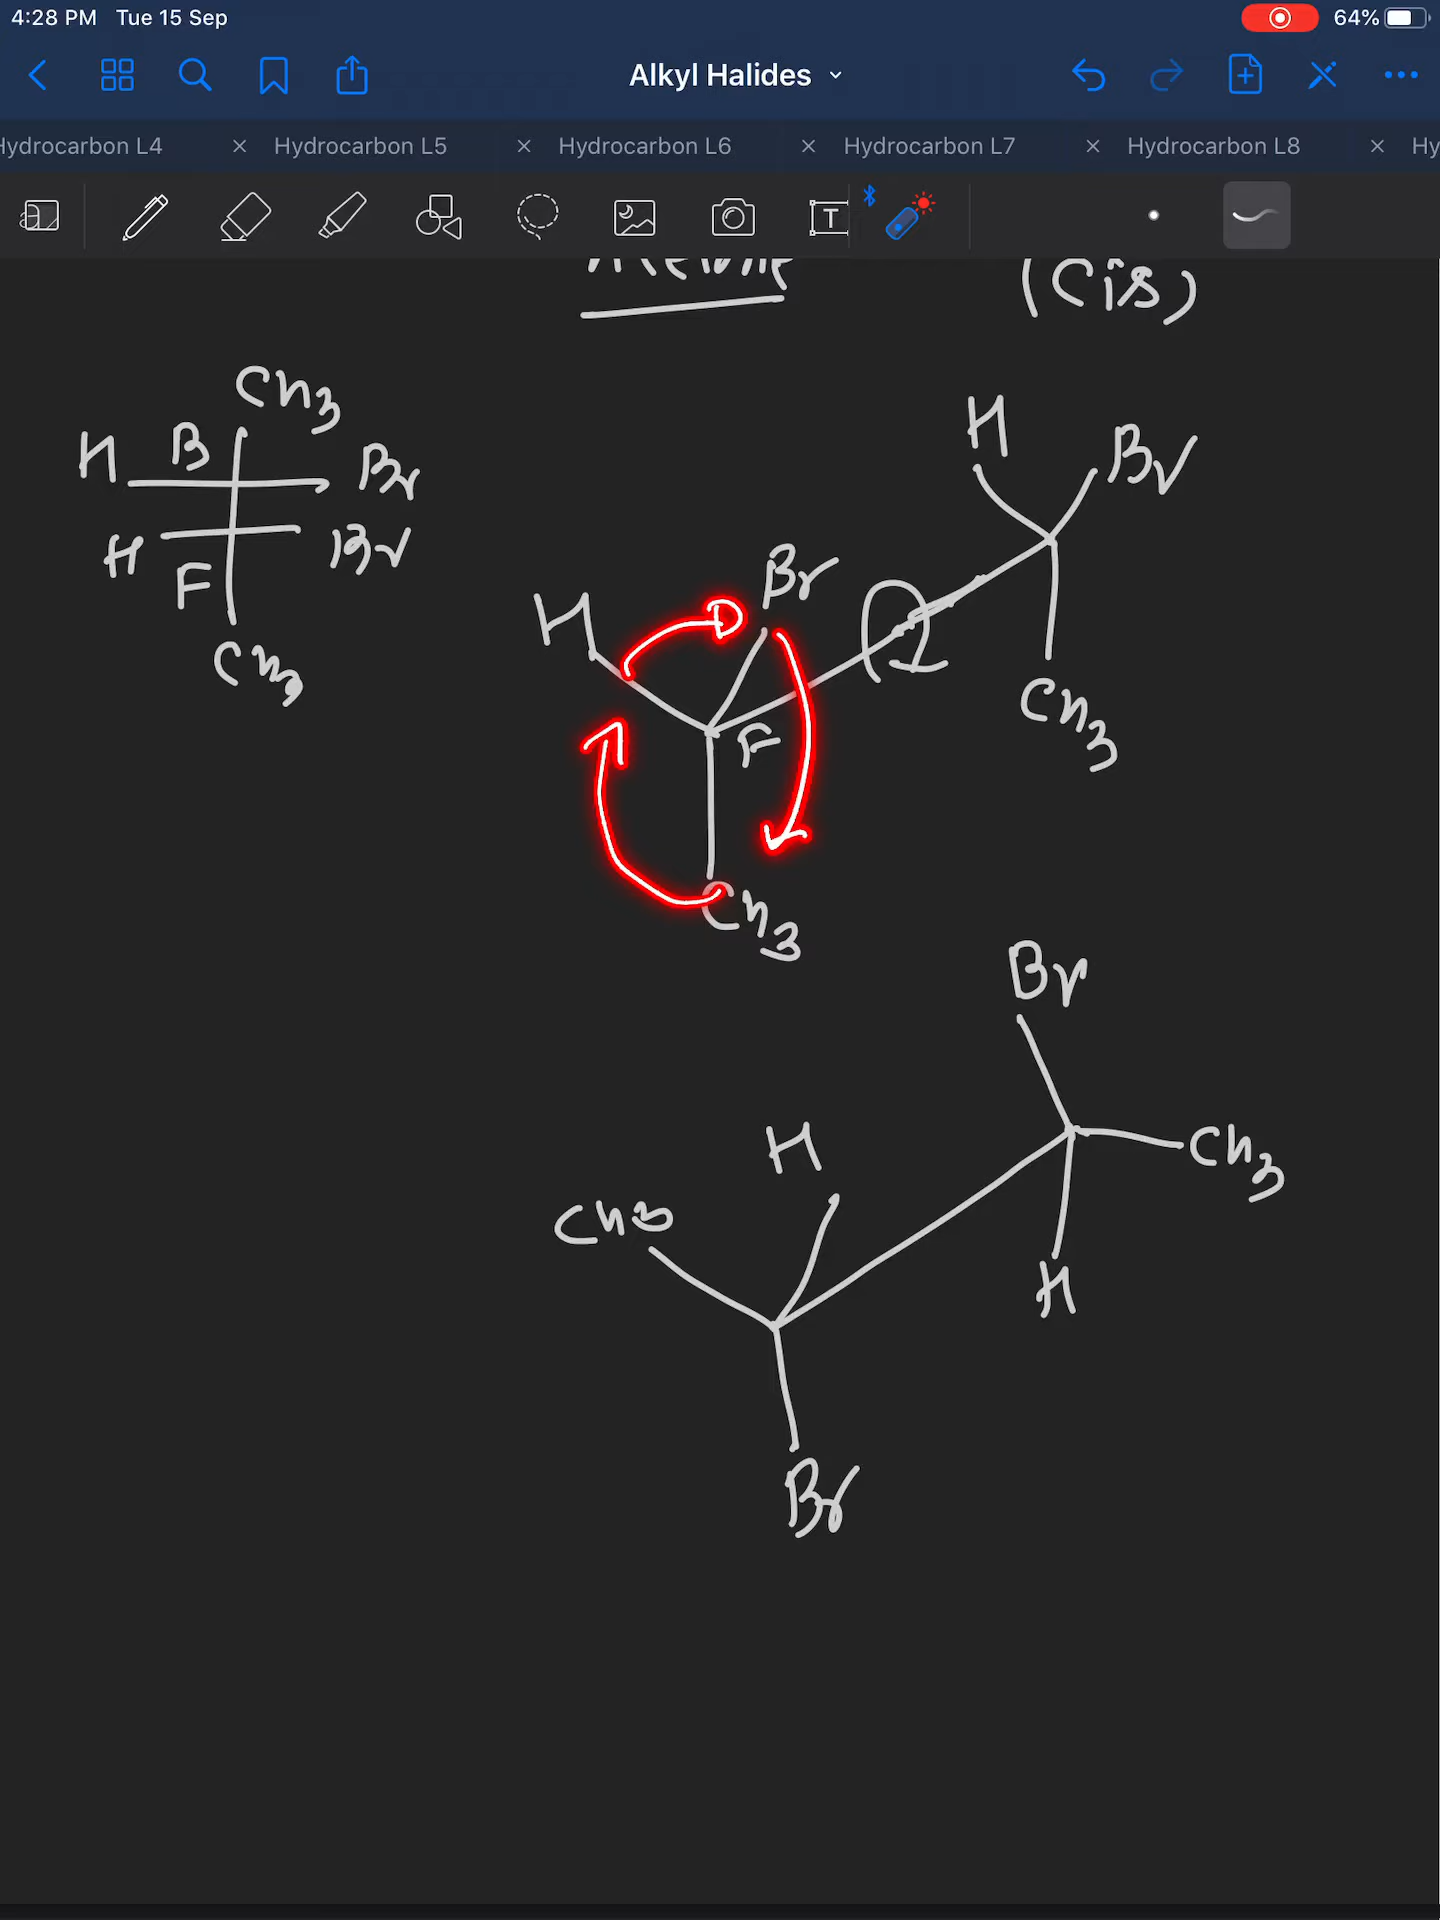 4:28 PM Tue 15 Sep 64%
Alkyl Halides
Hydrocarbon L4 Hydrocarbon L5 Hydrocarbon L6 Hydrocarbon L7 Hydrocarbon L8 Hy
T
(Cis)
CH3
H B Br
H Br
F
CH3
H Br
Br
H
F
CH3
CH3
Br
H
CH3
CH3
H
Br